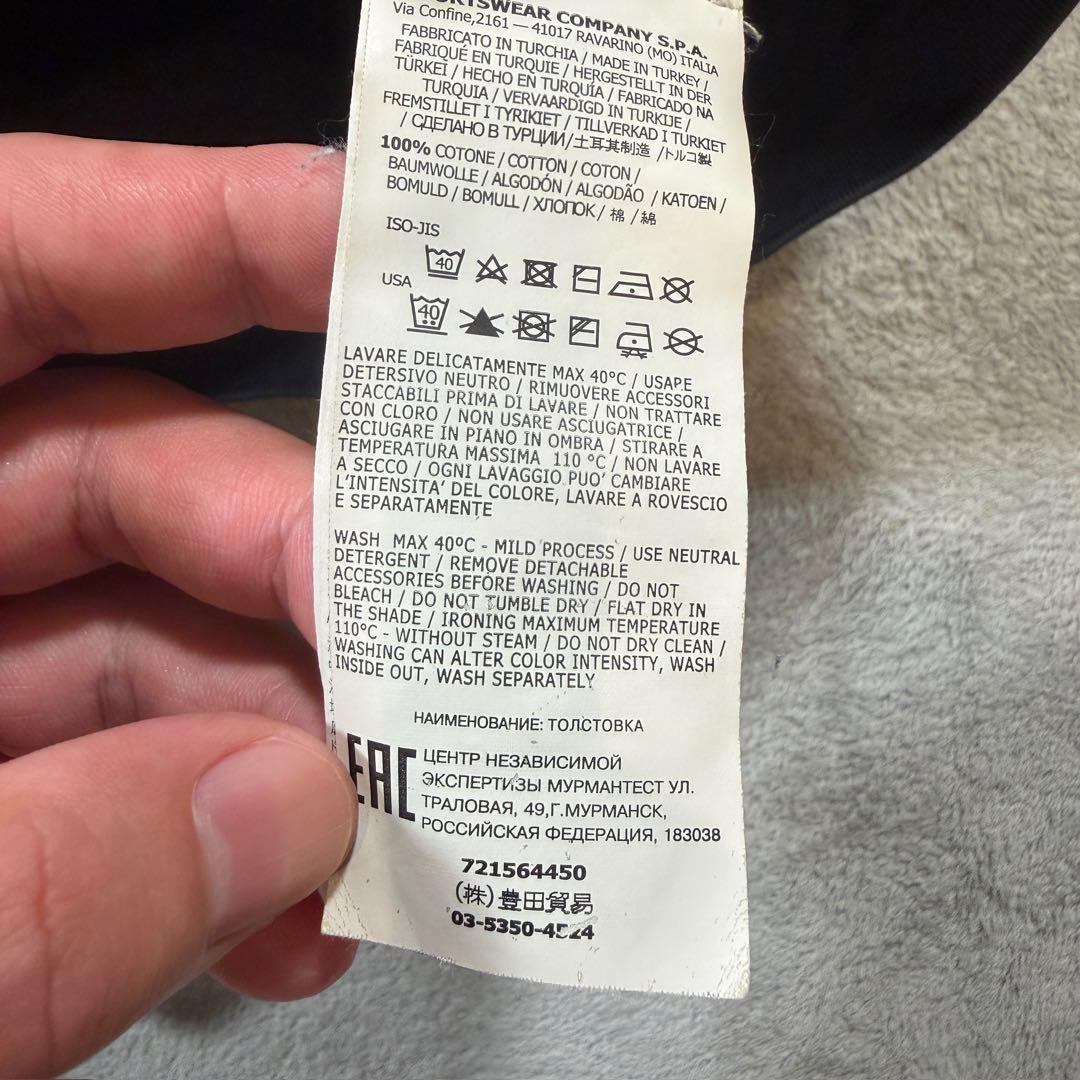 SPORTSWEAR COMPANY S.P.A.
Via Confine,2161 — 41017 RAVARINO (MO) ITALIA
FABBRICATO IN TURCHIA / MADE IN TURKEY /
FABRIQUÉ EN TURQUIE / HERGESTELLT IN DER
TÜRKEI / HECHO EN TURQUÍA / FABRICADO NA
TURQUIA / VERVAARDIGD IN TURKIJE /
FREMSTILLET I TYRIKIET / TILLVERKAD I TURKIET
/ СДЕЛАНО В ТУРЦИИ/土耳其制造 /トルコ製
100% COTONE / COTTON / COTON /
BAUMWOLLE / ALGODÓN / ALGODÃO / KATOEN /
BOMULD / BOMULL / ХЛОПОК / 棉 / 綿
ISO-JIS
40
USA
40
LAVARE DELICATAMENTE MAX 40°C / USARE
DETERSIVO NEUTRO / RIMUOVERE ACCESSORI
STACCABILI PRIMA DI LAVARE / NON TRATTARE
CON CLORO / NON USARE ASCIUGATRICE /
ASCIUGARE IN PIANO IN OMBRA / STIRARE A
TEMPERATURA MASSIMA 110 °C / NON LAVARE
A SECCO / OGNI LAVAGGIO PUO' CAMBIARE
L'INTENSITA' DEL COLORE, LAVARE A ROVESCIO
E SEPARATAMENTE
WASH MAX 40ºC - MILD PROCESS / USE NEUTRAL
DETERGENT / REMOVE DETACHABLE
ACCESSORIES BEFORE WASHING / DO NOT
BLEACH / DO NOT TUMBLE DRY / FLAT DRY IN
THE SHADE / IRONING MAXIMUM TEMPERATURE
110°C - WITHOUT STEAM / DO NOT DRY CLEAN /
WASHING CAN ALTER COLOR INTENSITY, WASH
INSIDE OUT, WASH SEPARATELY
НАИМЕНОВАНИЕ: ТОЛСТОВКА
EAC
ЦЕНТР НЕЗАВИСИМОЙ
ЭКСПЕРТИЗЫ МУРМАНТЕСТ УЛ.
ТРАЛОВАЯ, 49,Г.МУРМАНСК,
РОССИЙСКАЯ ФЕДЕРАЦИЯ, 183038
721564450
(株)豊田貿易